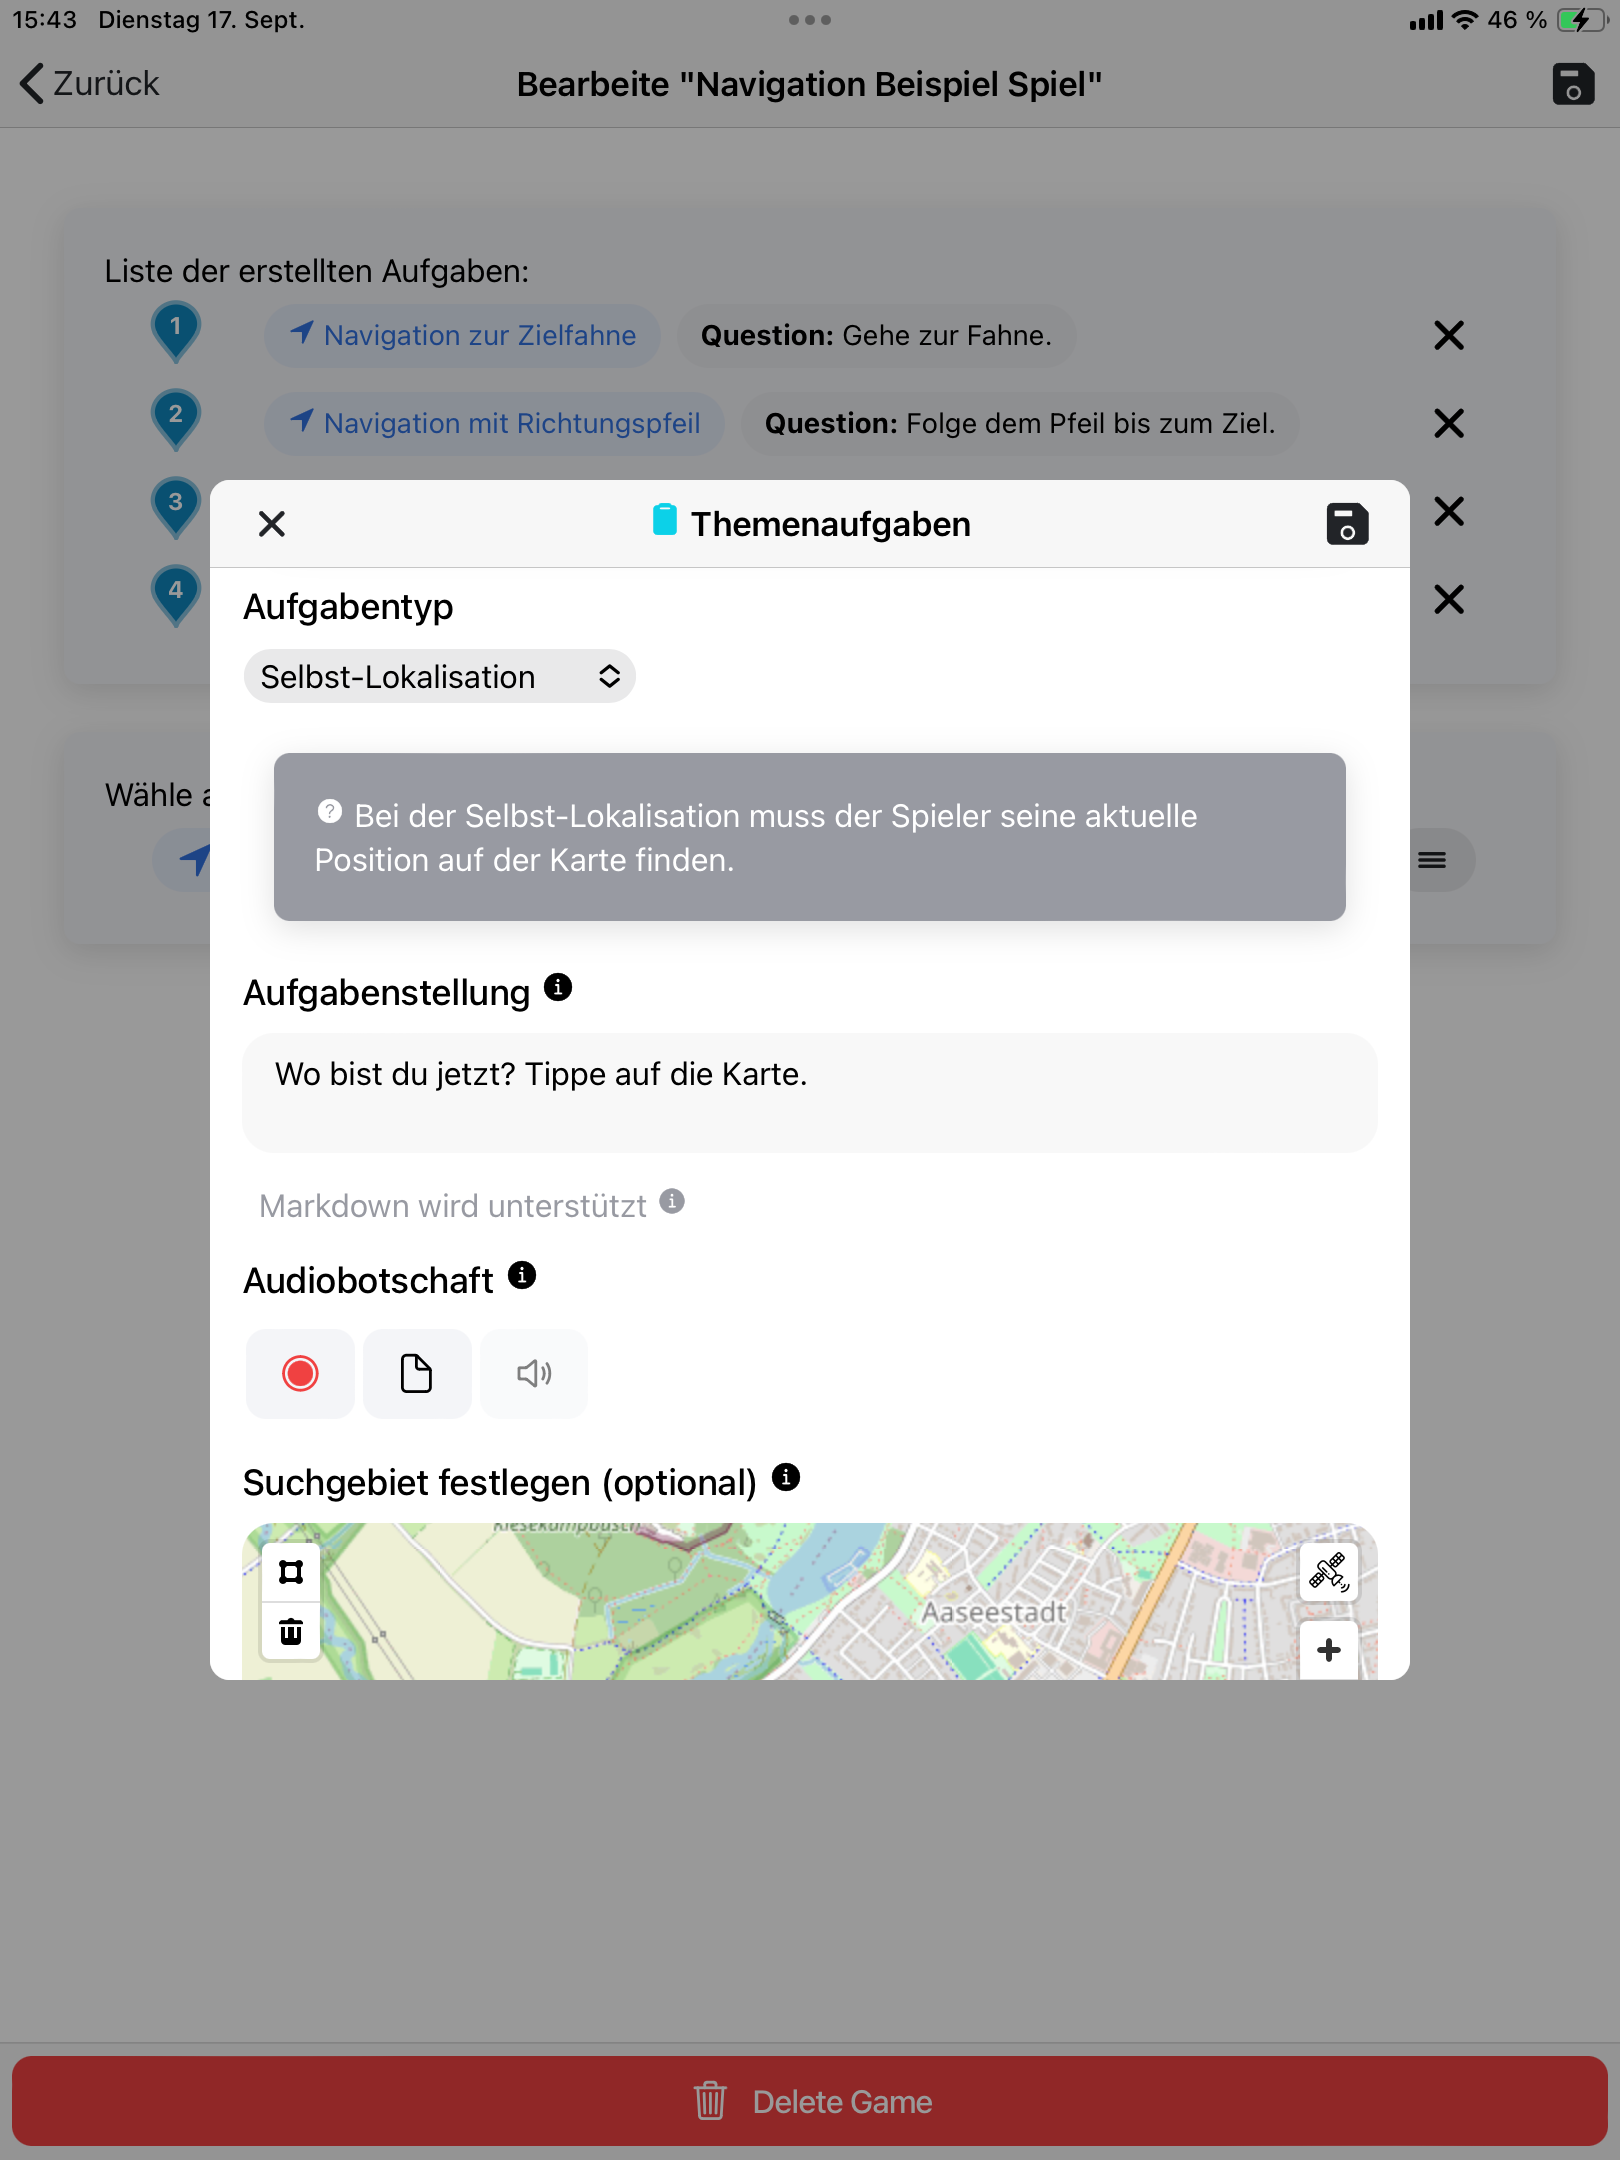 15:43 Dienstag 17. Sept.
46 %
Zurück
Bearbeite "Navigation Beispiel Spiel"
Liste der erstellten Aufgaben:
1 Navigation zur Zielfahne Question: Gehe zur Fahne.
2 Navigation mit Richtungspfeil Question: Folge dem Pfeil bis zum Ziel.
3
4
Wähle
Themenaufgaben
Aufgabentyp
Selbst-Lokalisation
Bei der Selbst-Lokalisation muss der Spieler seine aktuelle
Position auf der Karte finden.
Aufgabenstellung
Wo bist du jetzt? Tippe auf die Karte.
Markdown wird unterstützt
Audiobotschaft
Suchgebiet festlegen (optional)
Aaseestadt
Delete Game